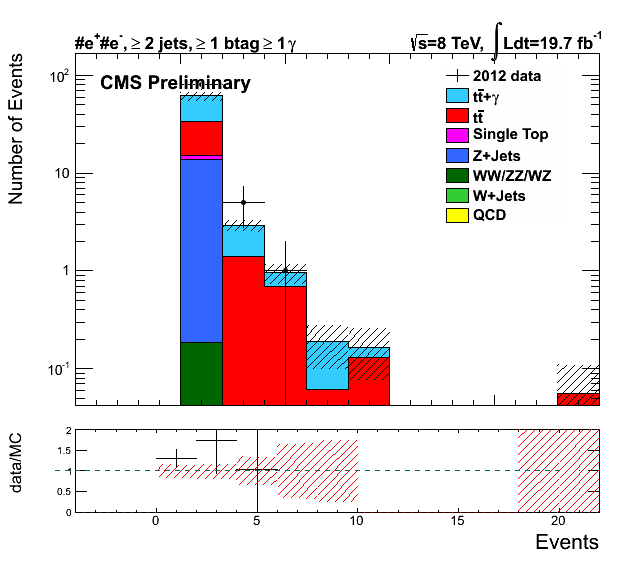 #e⁺#e⁻, ≥ 2 jets, ≥ 1 btag ≥ 1 γ
√s=8 TeV, ∫ Ldt=19.7 fb⁻¹
Number of Events
CMS Preliminary
2012 data
tt̄+γ
tt̄
Single Top
Z+Jets
WW/ZZ/WZ
W+Jets
QCD
10²
10
1
10⁻¹
data/MC
2
1.5
1
0.5
0
0 5 10 15 20
Events